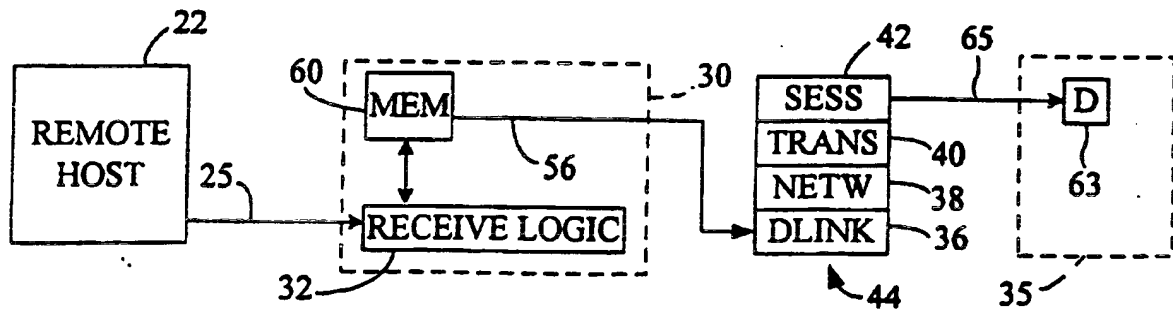 22
REMOTE
HOST
25
60
MEM
30
56
RECEIVE LOGIC
32
42
SESS
TRANS
40
NETW
38
DLINK
36
44
65
D
63
35